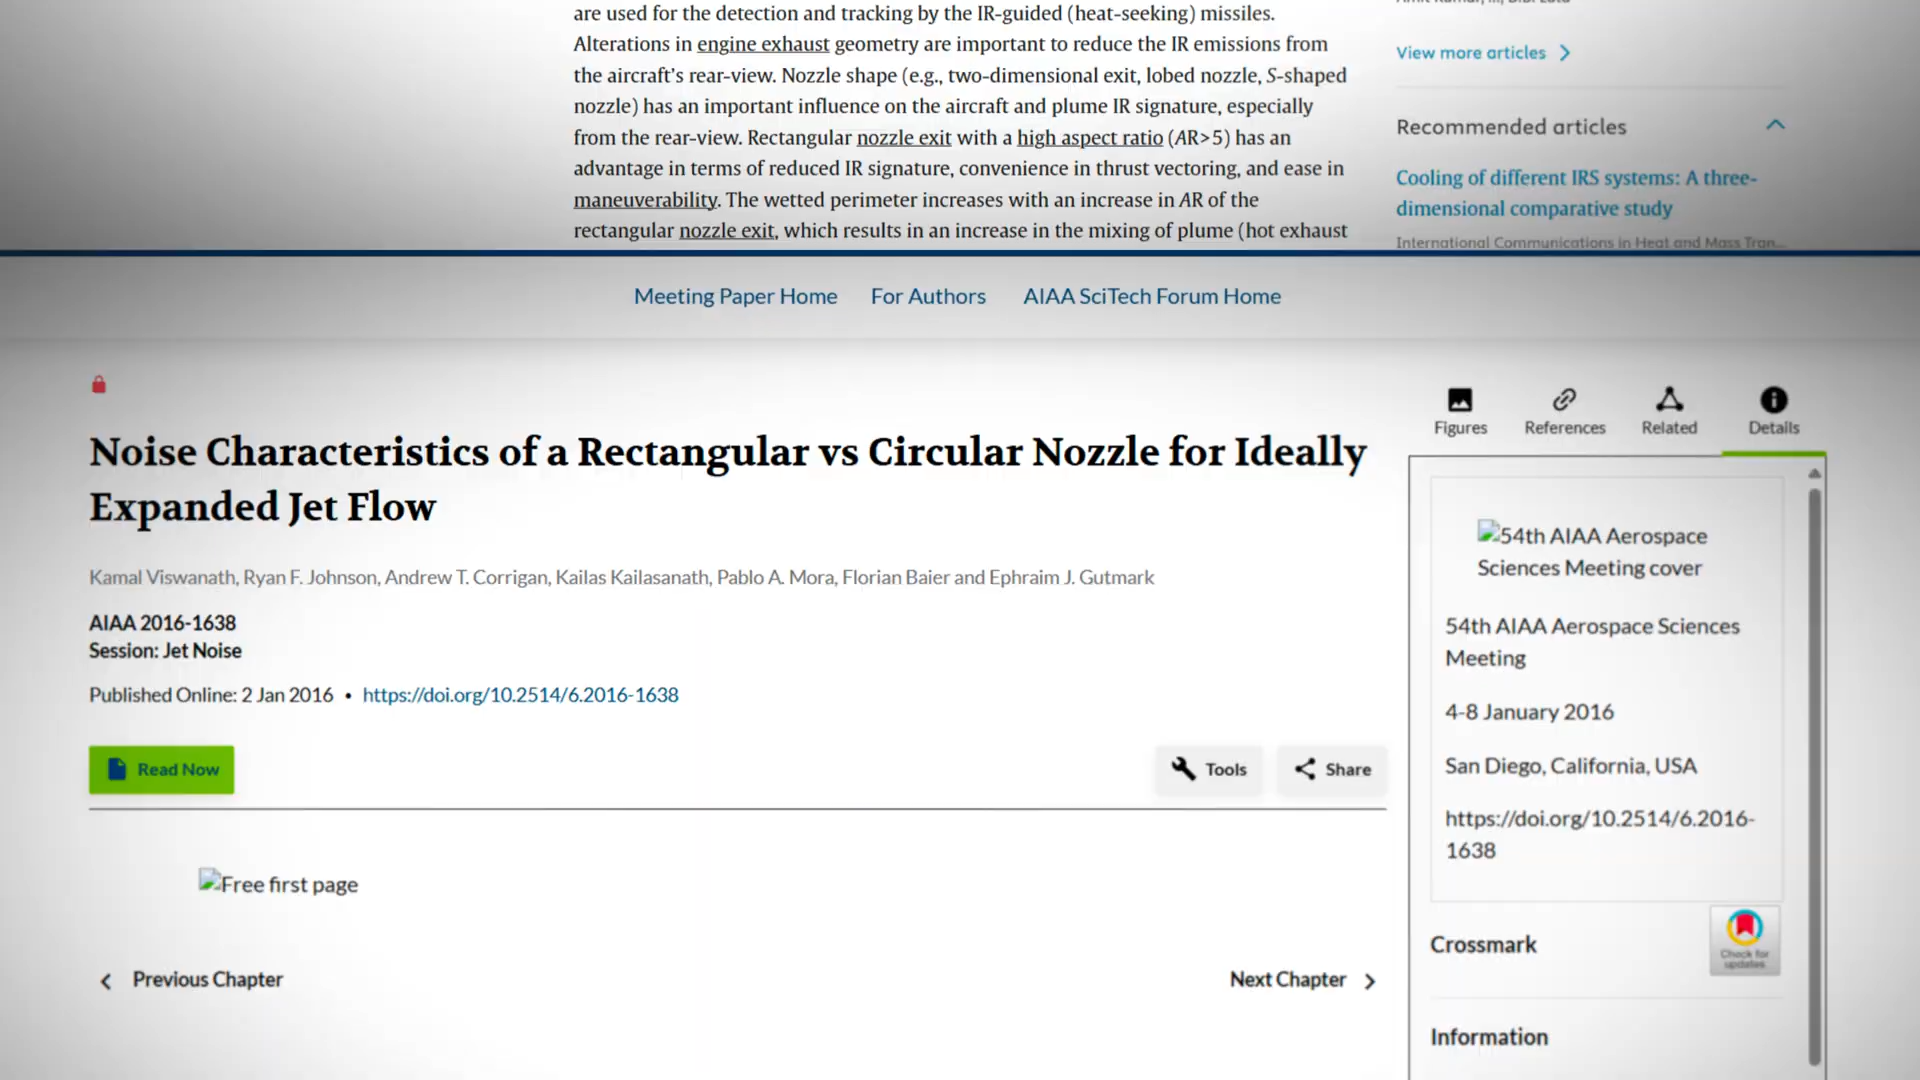 are used for the detection and tracking by the IR-guided (heat-seeking) missiles.
Alterations in engine exhaust geometry are important to reduce the IR emissions from
the aircraft's rear-view. Nozzle shape (e.g., two-dimensional exit, lobed nozzle, S-shaped
nozzle) has an important influence on the aircraft and plume IR signature, especially
from the rear-view. Rectangular nozzle exit with a high aspect ratio (AR>5) has an
advantage in terms of reduced IR signature, convenience in thrust vectoring, and ease in
maneuverability. The wetted perimeter increases with an increase in AR of the
rectangular nozzle exit, which results in an increase in the mixing of plume (hot exhaust
View more articles
Recommended articles
Cooling of different IRS systems: A three-
dimensional comparative study
International Communications in Heat and Mass Tran...
Meeting Paper Home For Authors AIAA SciTech Forum Home
Noise Characteristics of a Rectangular vs Circular Nozzle for Ideally
Expanded Jet Flow
Kamal Viswanath, Ryan F. Johnson, Andrew T. Corrigan, Kailas Kailasanath, Pablo A. Mora, Florian Baier and Ephraim J. Gutmark
AIAA 2016-1638
Session: Jet Noise
Published Online: 2 Jan 2016 • https://doi.org/10.2514/6.2016-1638
Read Now
Tools Share
Free first page
Previous Chapter
Next Chapter
Figures References Related Details
54th AIAA Aerospace
Sciences Meeting cover
54th AIAA Aerospace Sciences
Meeting
4-8 January 2016
San Diego, California, USA
https://doi.org/10.2514/6.2016-
1638
Crossmark
Check for
updates
Information